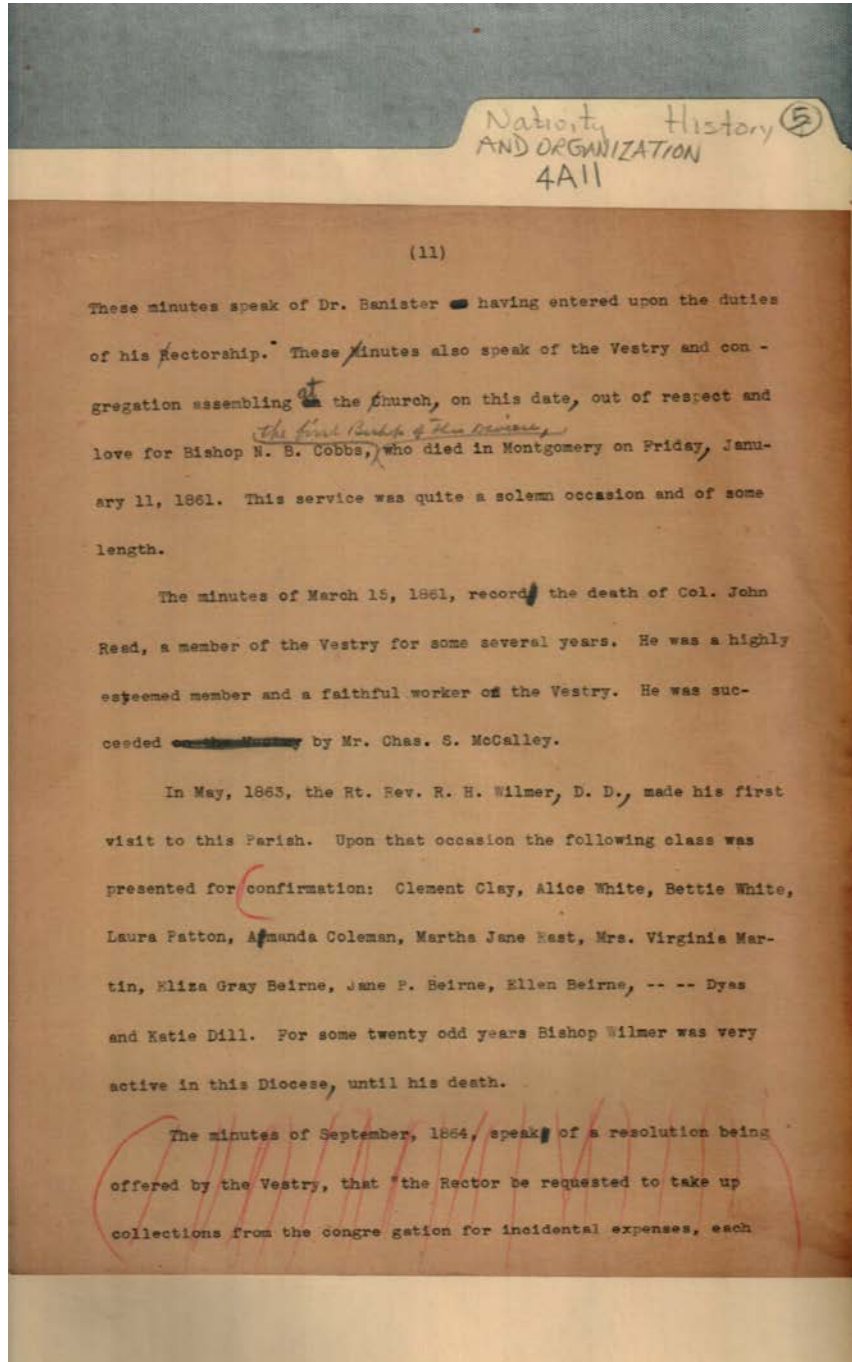 Nativity History 5
AND ORGANIZATION
4A11
(11)
These minutes speak of Dr. Banister having entered upon the duties
of his Rectorship." These Minutes also speak of the Vestry and con -
gregation assembling at the Church, on this date, out of respect and
the first Bishop of this Diocese,
love for Bishop N. B. Cobbs, who died in Montgomery on Friday, Janu-
ary 11, 1861. This service was quite a solemn occasion and of some
length.
The minutes of March 15, 1861, record the death of Col. John
Read, a member of the Vestry for some several years. He was a highly
esteemed member and a faithful worker of the Vestry. He was suc-
ceeded on the Vestry by Mr. Chas. S. McCalley.
In May, 1863, the Rt. Rev. R. H. Wilmer, D. D., made his first
visit to this Parish. Upon that occasion the following class was
presented for confirmation: Clement Clay, Alice White, Bettie White,
Laura Patton, Amanda Coleman, Martha Jane East, Mrs. Virginia Mar-
tin, Eliza Gray Beirne, Jane P. Beirne, Ellen Beirne, -- -- Dyas
and Katie Dill. For some twenty odd years Bishop Wilmer was very
active in this Diocese, until his death.
The minutes of September, 1864, speak of a resolution being
offered by the Vestry, that "the Rector be requested to take up
collections from the congre gation for incidental expenses, each